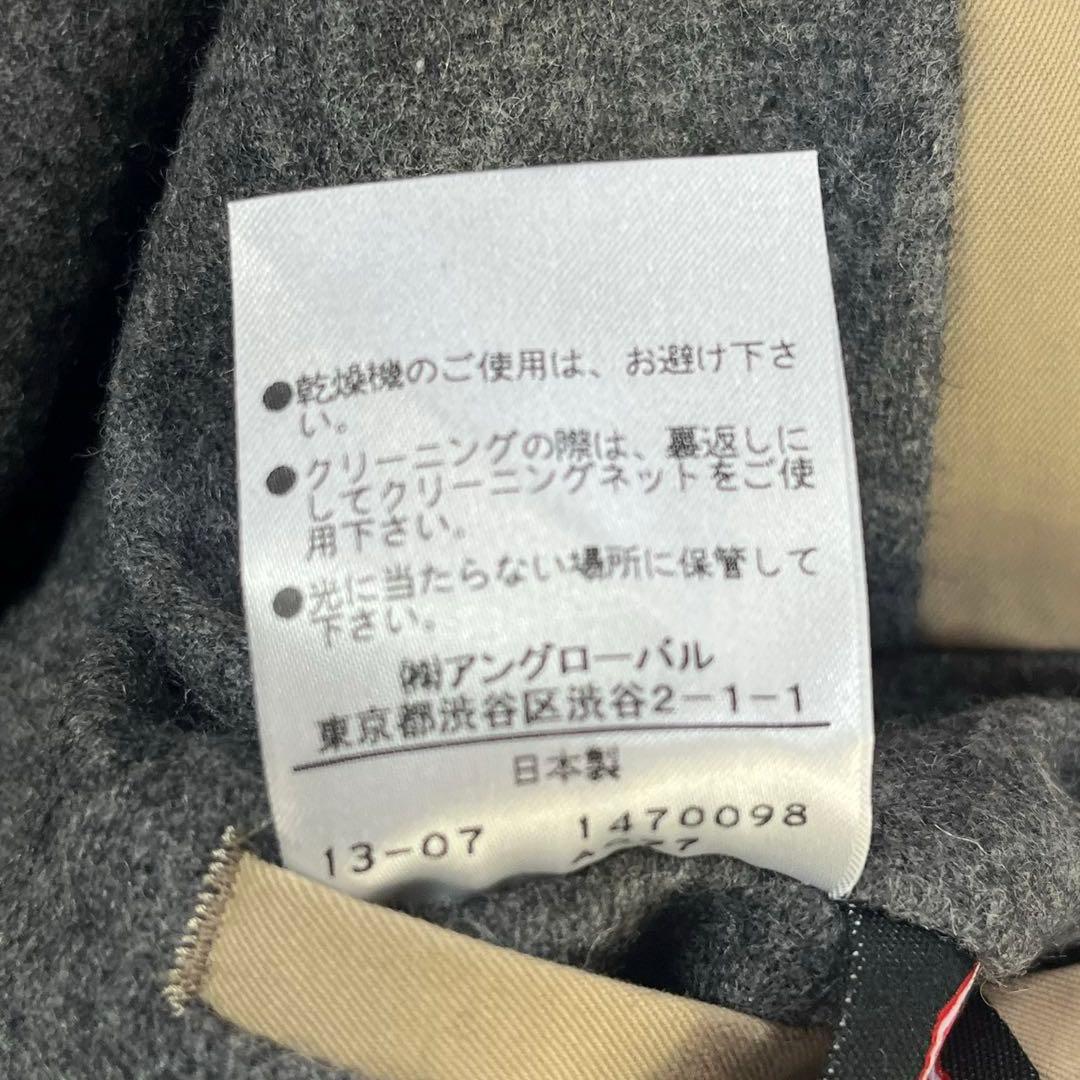 ●乾燥機のご使用は、お避け下さ
い。
●クリーニングの際は、裏返しに
してクリーニングネットをご使
用下さい。
●光に当たらない場所に保管して
下さい。
㈱アングローバル
東京都渋谷区渋谷2-1-1
日本製
13-07 1470098